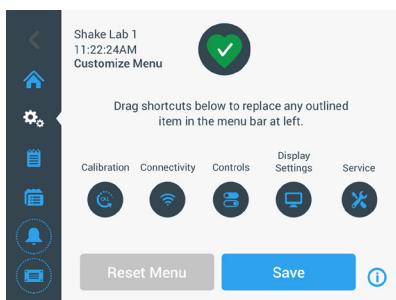 Shake Lab 1
11:22:24AM
Customize Menu
Drag shortcuts below to replace any outlined
item in the menu bar at left.
Calibration
Connectivity
Controls
Display
Settings
Service
CAL
Reset Menu
Save